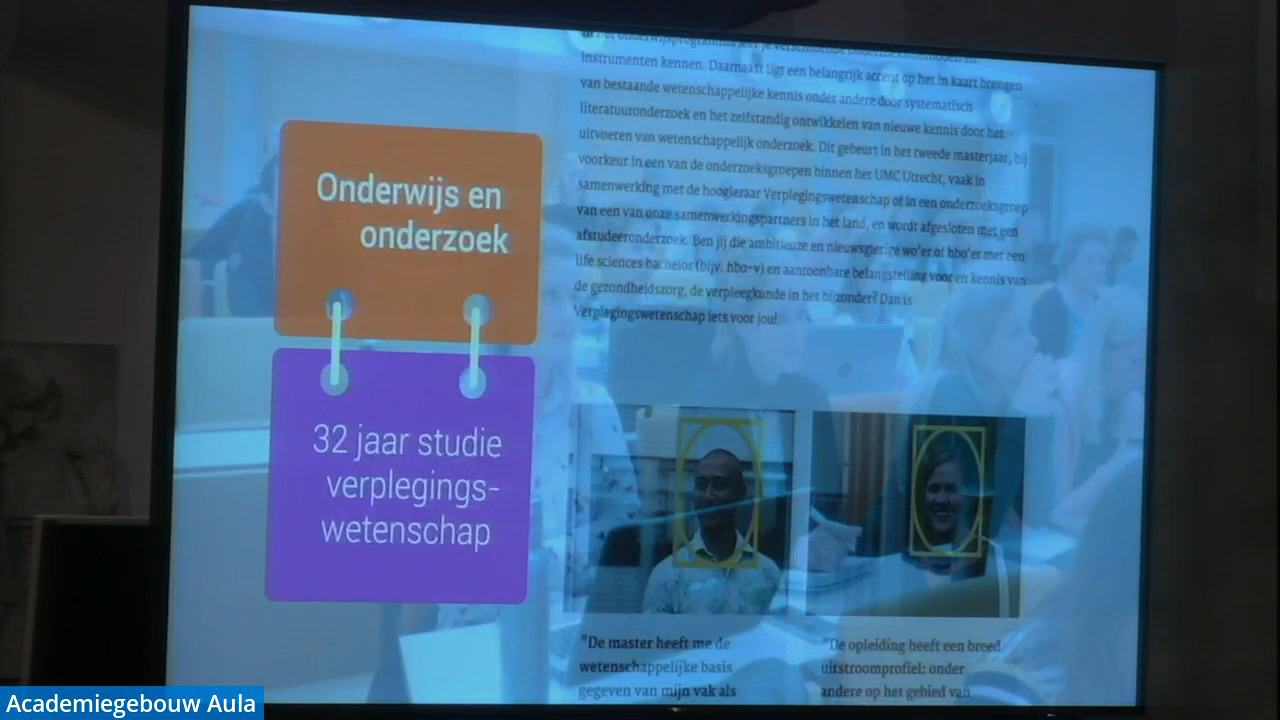 Onderwijs en
onderzoek
32 jaar studie
verplegings-
wetenschap
instrumenten kennen. Daarnaast ligt een belangrijk accent op het in kaart brengen
van bestaande wetenschappelijke kennis onder andere door systematisch
literatuuronderzoek en het zelfstandig ontwikkelen van nieuwe kennis door het
uitvoeren van wetenschappelijk onderzoek. Dit gebeurt in het tweede masterjaar, bij
voorkeur in een van de onderzoeksgroepen binnen het UMC Utrecht, vaak in
samenwerking met de hoogleraar Verplegingswetenschap of in een onderzoeksgroep
van een van onze samenwerkingspartners in het land, en wordt afgesloten met een
afstudeeronderzoek. Ben jij die ambitieuze en nieuwsgierige wo'er of hbo'er met een
life sciences bachelor (bijv. hbo-v) en aantoonbare belangstelling voor en kennis van
de gezondheidszorg, de verpleegkunde in het bijzonder? Dan is
Verplegingswetenschap iets voor jou!
"De master heeft me de
wetenschappelijke basis
gegeven van mijn vak als
"De opleiding heeft een breed
uitstroomprofiel: onder
andere op het gebied van
Academiegebouw Aula